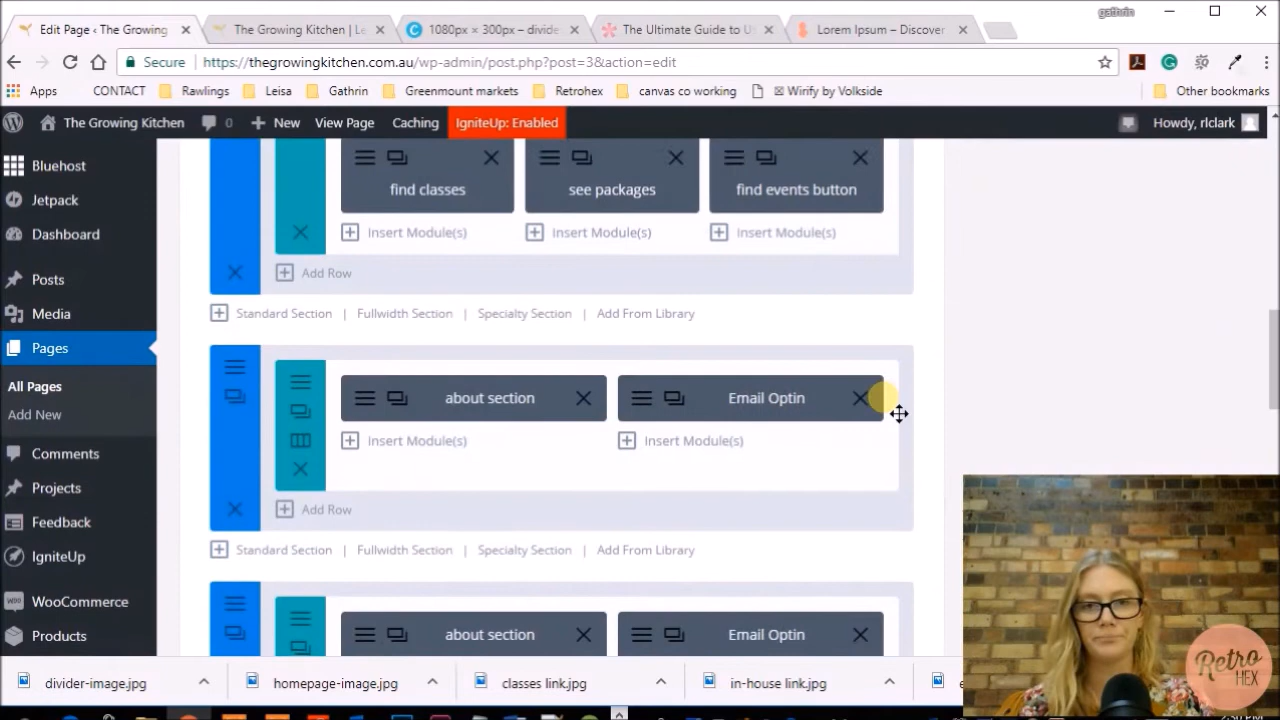 gathrin
Edit Page ‹ The Growing
The Growing Kitchen | Le
1080px × 300px – divide
The Ultimate Guide to U
Lorem Ipsum – Discover
Secure
https://thegrowingkitchen.com.au/wp-admin/post.php?post=3&action=edit
Apps
CONTACT
Rawlings
Leisa
Gathrin
Greenmount markets
Retrohex
canvas co working
Wirify by Volkside
Other bookmarks
The Growing Kitchen
0
New
View Page
Caching
IgniteUp: Enabled
Howdy, rlclark
Bluehost
Jetpack
Dashboard
Posts
Media
Pages
All Pages
Add New
Comments
Projects
Feedback
IgniteUp
WooCommerce
Products
find classes
see packages
find events button
Insert Module(s)
Insert Module(s)
Insert Module(s)
Add Row
Standard Section | Fullwidth Section | Specialty Section | Add From Library
about section
Email Optin
Insert Module(s)
Insert Module(s)
Add Row
Standard Section | Fullwidth Section | Specialty Section | Add From Library
about section
Email Optin
Retro
HEX
divider-image.jpg
homepage-image.jpg
classes link.jpg
in-house link.jpg